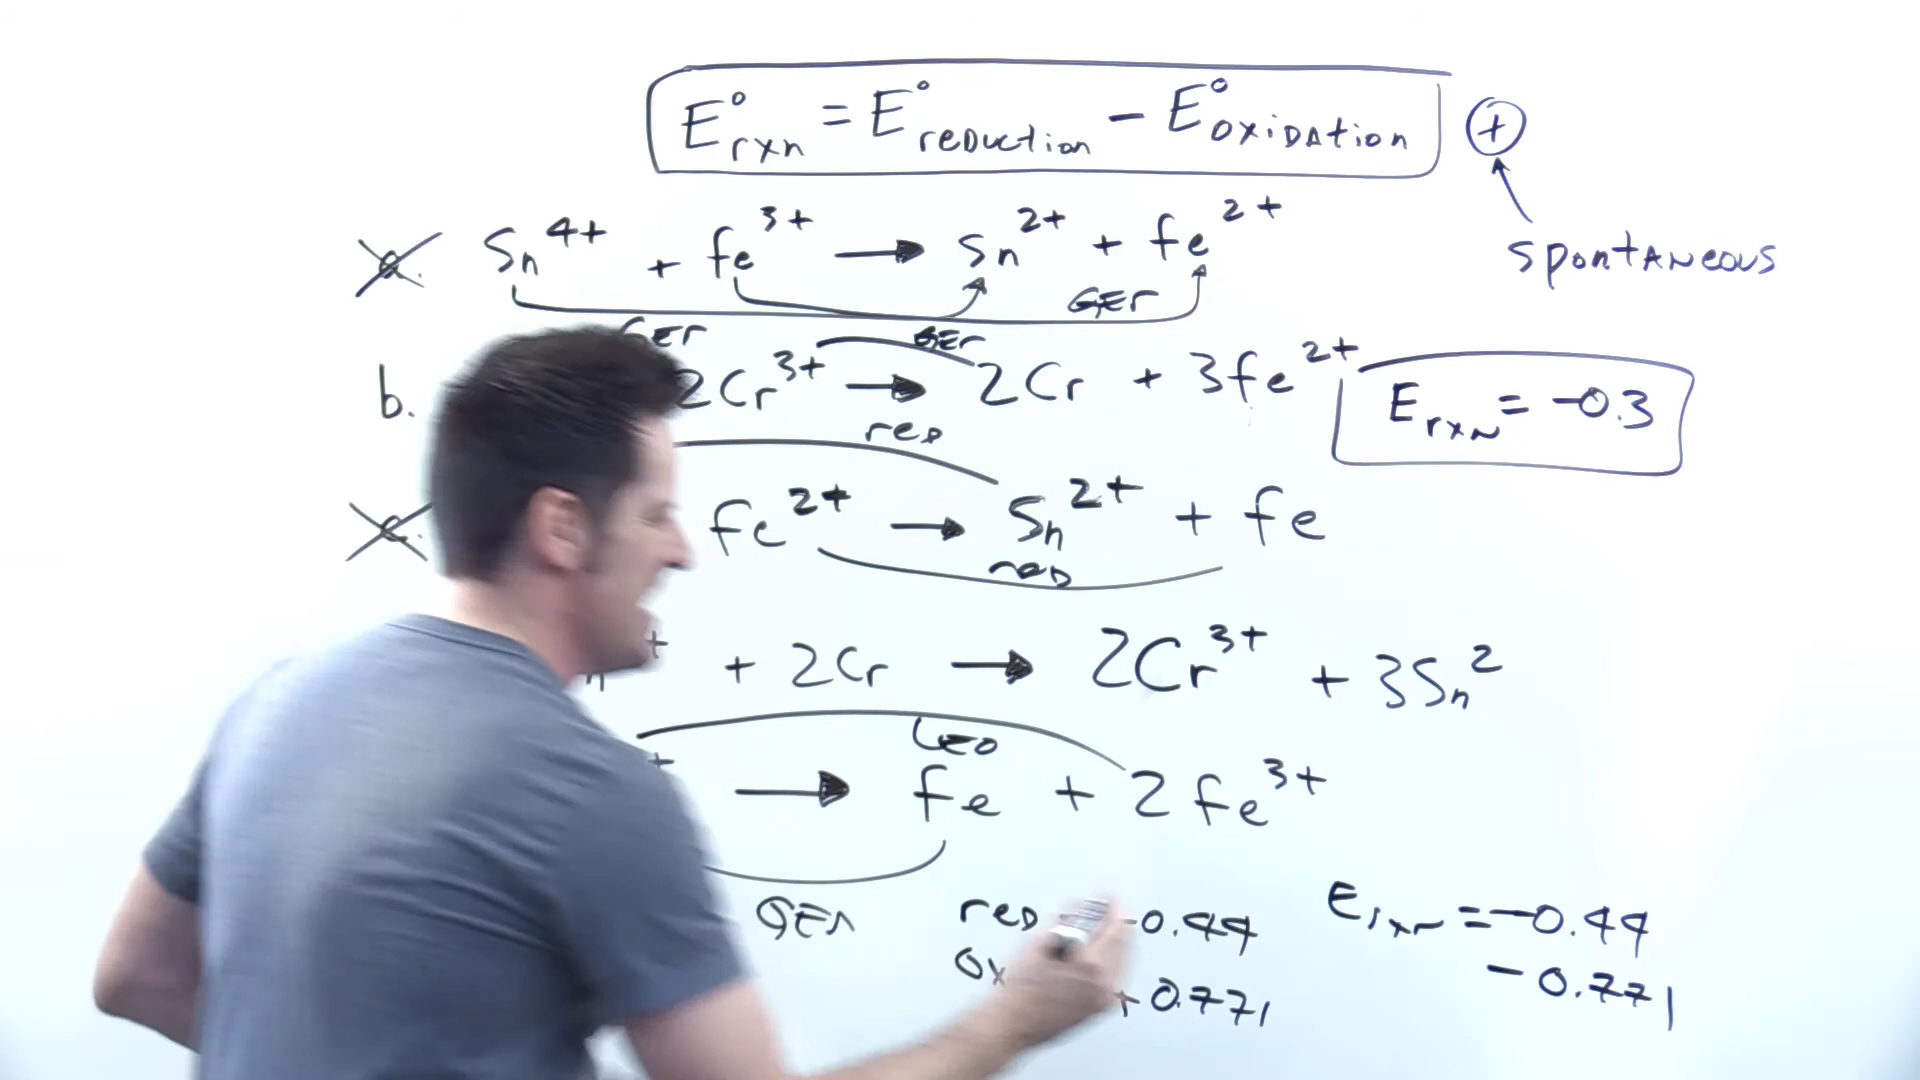 E°rxn = E°reduction − E°oxidation +
spontaneous
a. Sn⁴⁺ + Fe³⁺ → Sn²⁺ + Fe²⁺
GEr
GEr GEr
b. 2Cr³⁺ → 2Cr + 3Fe²⁺
Erxn = −0.3
red
c. Fe²⁺ → Sn²⁺ + Fe
red
+ 2Cr → 2Cr³⁺ + 3Sn²
LEO
→ Fe + 2Fe³⁺
GEr
red −0.44
ox +0.771
Erxn = −0.44
− 0.771